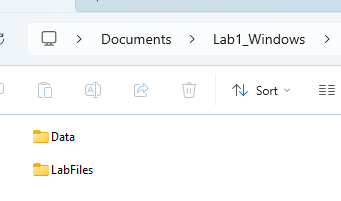 Documents > Lab1_Windows >
Sort
Data
LabFiles